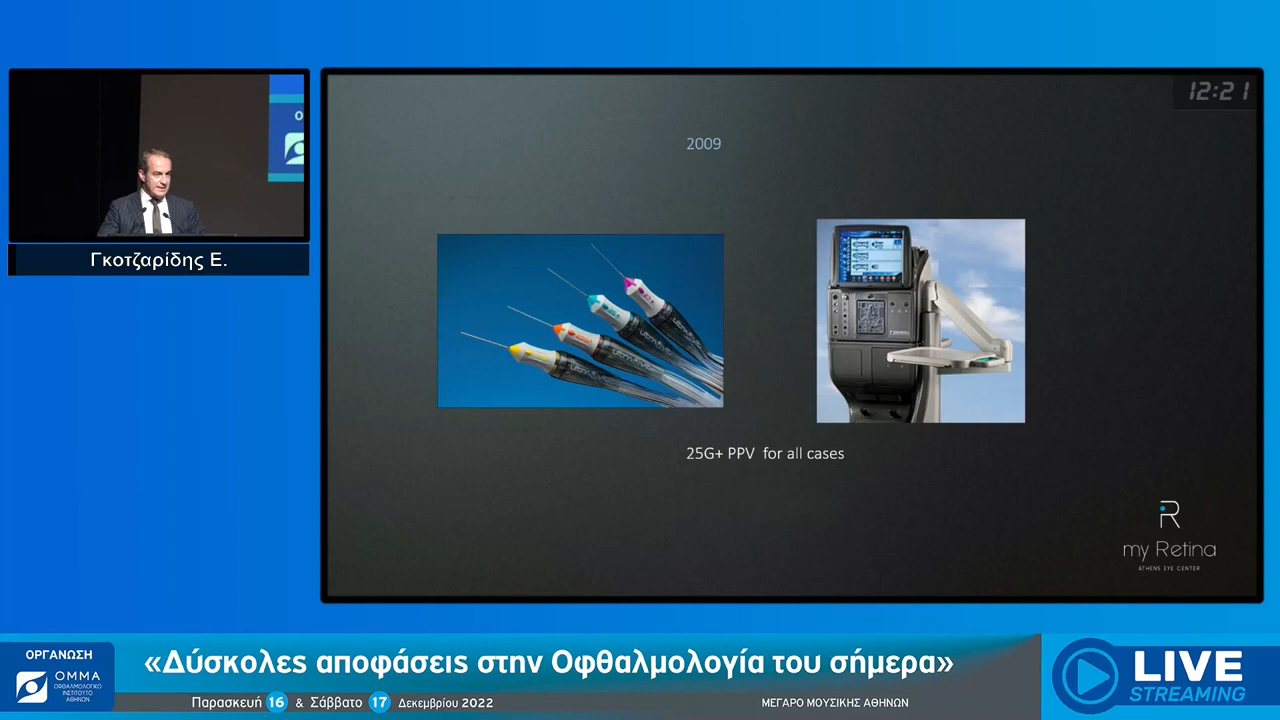 12:21
2009
Γκοτζαρίδης Ε.
25G+ PPV for all cases
R
my Retina
ATHENS EYE CENTER
ΟΡΓΑΝΩΣΗ
ΟΜΜΑ
ΟΦΘΑΛΜΟΛΟΓΙΚΟ
ΙΝΣΤΙΤΟΥΤΟ
ΑΘΗΝΩΝ
«Δύσκολες αποφάσεις στην Οφθαλμολογία του σήμερα»
Παρασκευή 16 & Σάββατο 17 Δεκεμβρίου 2022
ΜΕΓΑΡΟ ΜΟΥΣΙΚΗΣ ΑΘΗΝΩΝ
LIVE
STREAMING